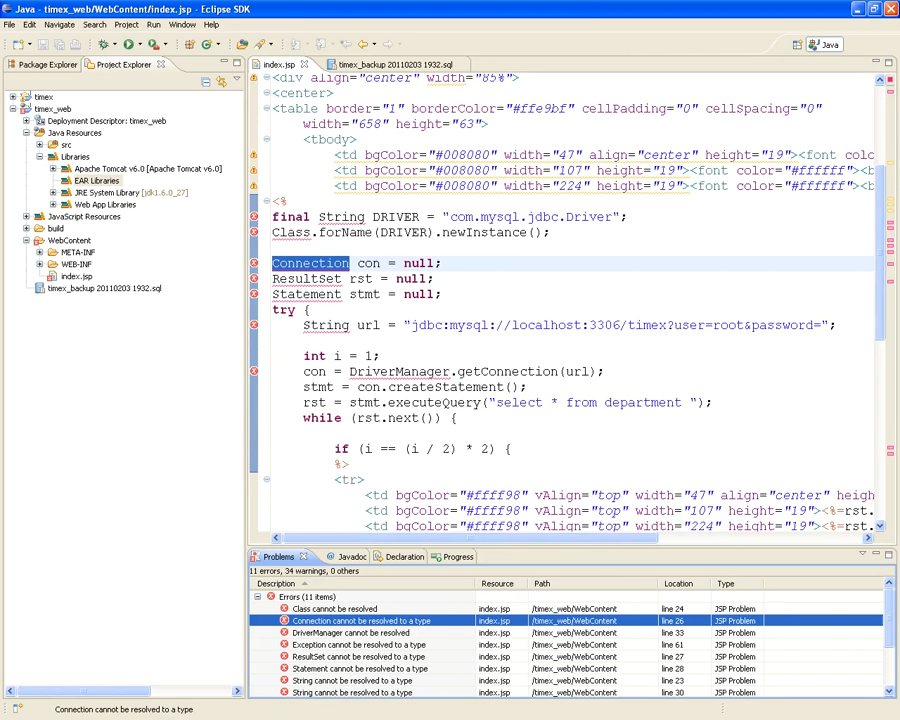 Java - timex_web/WebContent/index.jsp - Eclipse SDK
File Edit Navigate Search Project Run Window Help
Java
Package Explorer Project Explorer
timex
timex_web
Deployment Descriptor: timex_web
Java Resources
src
Libraries
Apache Tomcat v6.0 [Apache Tomcat v6.0]
EAR Libraries
JRE System Library [jdk1.6.0_27]
Web App Libraries
JavaScript Resources
build
WebContent
META-INF
WEB-INF
index.jsp
timex_backup 20110203 1932.sql
index.jsp timex_backup 20110203 1932.sql
<div align="center" width="85%">
<center>
<table border="1" borderColor="#ffe9bf" cellPadding="0" cellSpacing="0"
width="658" height="63">
<tbody>
<td bgColor="#008080" width="47" align="center" height="19"><font colc
<td bgColor="#008080" width="107" height="19"><font color="#ffffff"><b
<td bgColor="#008080" width="224" height="19"><font color="#ffffff"><b
<%
final String DRIVER = "com.mysql.jdbc.Driver";
Class.forName(DRIVER).newInstance();
Connection con = null;
ResultSet rst = null;
Statement stmt = null;
try {
String url = "jdbc:mysql://localhost:3306/timex?user=root&password=";
int i = 1;
con = DriverManager.getConnection(url);
stmt = con.createStatement();
rst = stmt.executeQuery("select * from department ");
while (rst.next()) {
if (i == (i / 2) * 2) {
%>
<tr>
<td bgColor="#ffff98" vAlign="top" width="47" align="center" heigh
<td bgColor="#ffff98" vAlign="top" width="107" height="19"><%=rst.
<td bgColor="#ffff98" vAlign="top" width="224" height="19"><%=rst.
Problems Javadoc Declaration Progress
11 errors, 34 warnings, 0 others
Description Resource Path Location Type
Errors (11 items)
Class cannot be resolved index.jsp /timex_web/WebContent line 24 JSP Problem
Connection cannot be resolved to a type index.jsp /timex_web/WebContent line 26 JSP Problem
DriverManager cannot be resolved index.jsp /timex_web/WebContent line 33 JSP Problem
Exception cannot be resolved to a type index.jsp /timex_web/WebContent line 61 JSP Problem
ResultSet cannot be resolved to a type index.jsp /timex_web/WebContent line 27 JSP Problem
Statement cannot be resolved to a type index.jsp /timex_web/WebContent line 28 JSP Problem
String cannot be resolved to a type index.jsp /timex_web/WebContent line 23 JSP Problem
String cannot be resolved to a type index.jsp /timex_web/WebContent line 30 JSP Problem
Connection cannot be resolved to a type